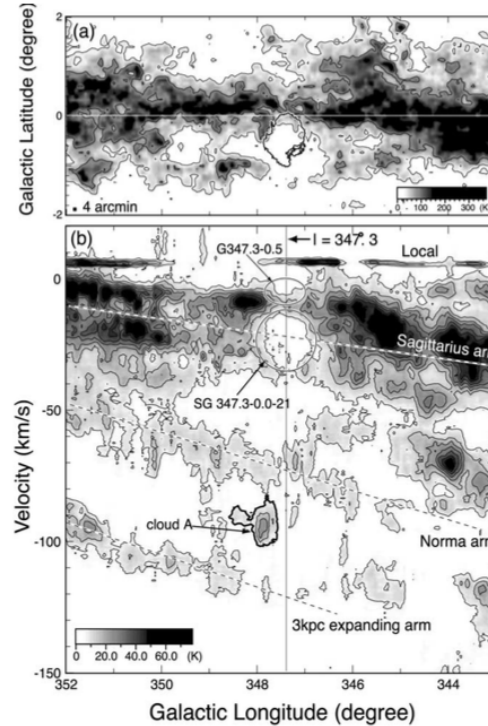 (a)
2
0
-2
Galactic Latitude (degree)
4 arcmin
0 100 200 300 (K)
(b)
l = 347°.3
G347.3-0.5
Local
0
Sagittarius arm
SG 347.3-0.0-21
-50
Velocity (km/s)
cloud A
-100
Norma arm
3kpc expanding arm
0 20.0 40.0 60.0 (K)
-150
352 350 348 346 344
Galactic Longitude (degree)